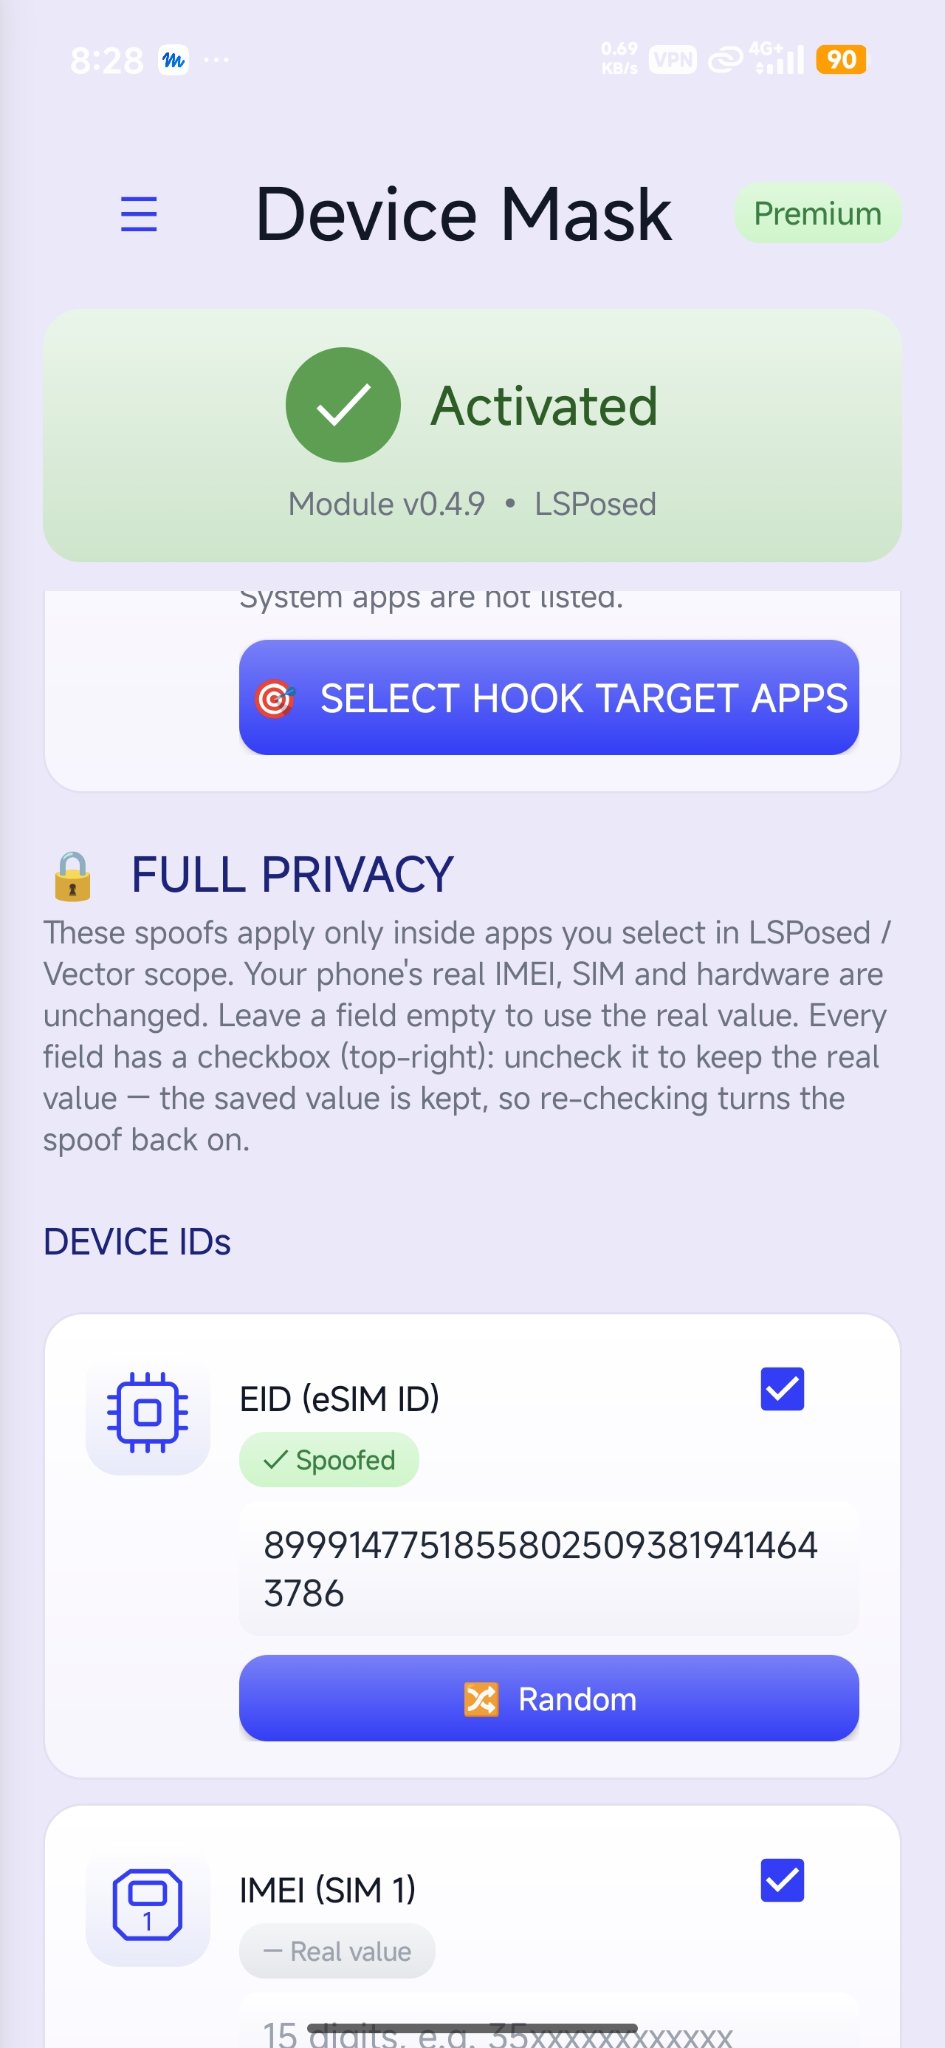 8:28 m ...
0.69 KB/s VPN 4G+ 90
Device Mask
Premium
Activated
Module v0.4.9 • LSPosed
System apps are not listed.
🎯 SELECT HOOK TARGET APPS
🔒 FULL PRIVACY
These spoofs apply only inside apps you select in LSPosed /
Vector scope. Your phone's real IMEI, SIM and hardware are
unchanged. Leave a field empty to use the real value. Every
field has a checkbox (top-right): uncheck it to keep the real
value — the saved value is kept, so re-checking turns the
spoof back on.
DEVICE IDs
EID (eSIM ID)
✓ Spoofed
8999147751855802509381941464
3786
🔀 Random
IMEI (SIM 1)
1
— Real value
15 digits, e.g. 35xxxxxxxxxxxxx